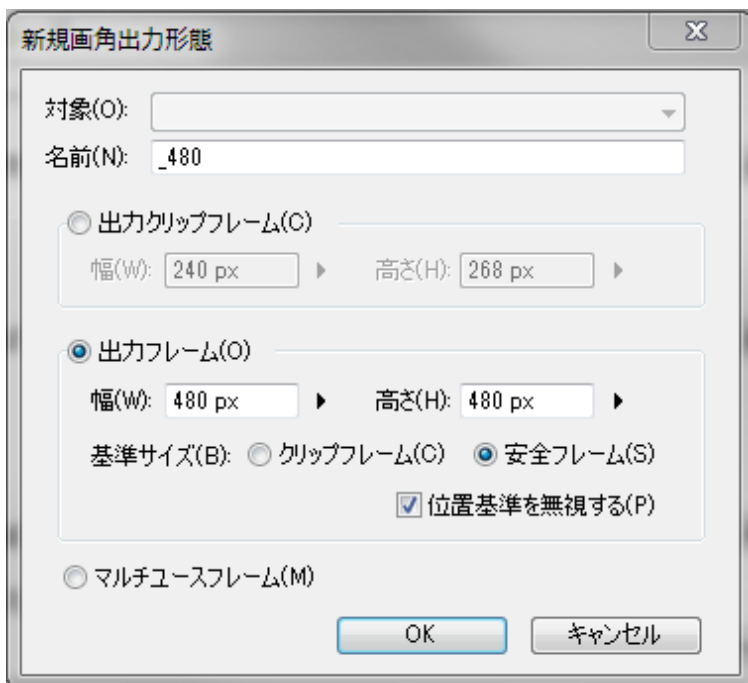 新規画角出力形態
対象(O):
名前(N): _480
出力クリップフレーム(C)
幅(W): 240 px 高さ(H): 268 px
出力フレーム(O)
幅(W): 480 px 高さ(H): 480 px
基準サイズ(B): クリップフレーム(C) 安全フレーム(S)
位置基準を無視する(P)
マルチユースフレーム(M)
OK キャンセル